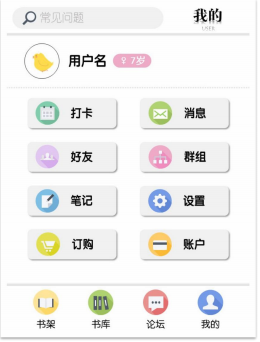 常见问题
我的
USER
用户名
♀7岁
打卡
消息
好友
群组
笔记
设置
订购
账户
书架
书库
论坛
我的